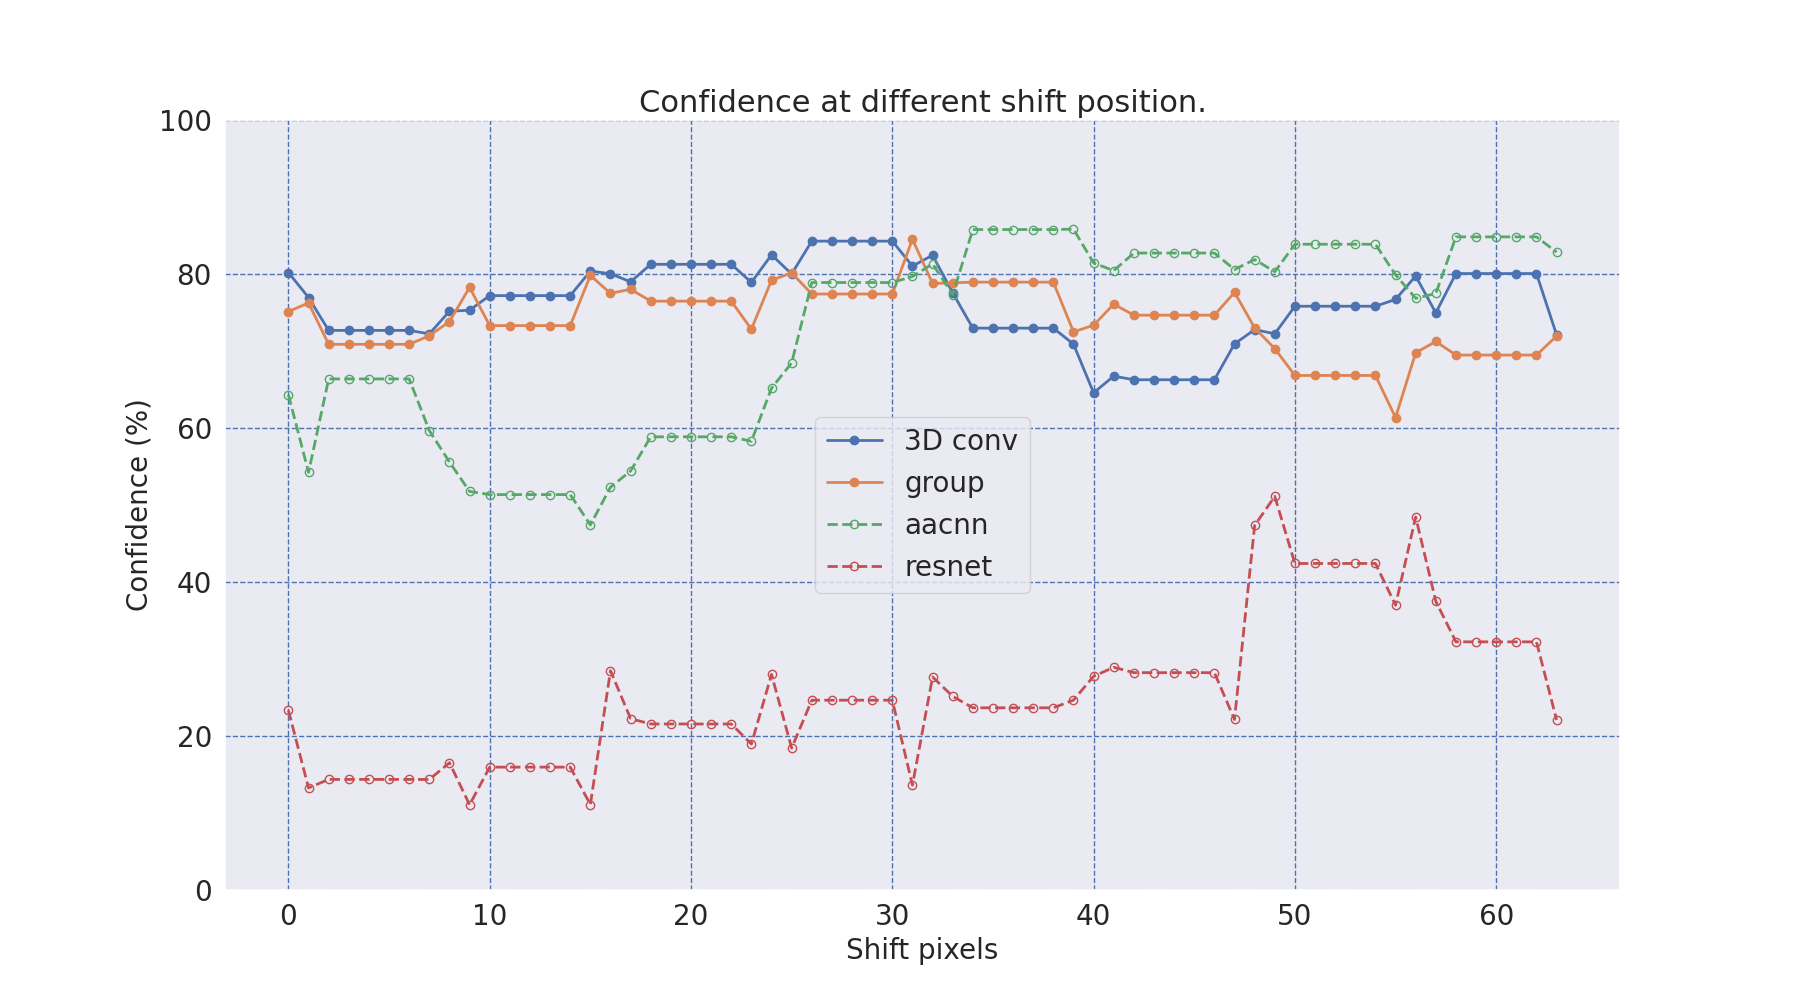 Confidence at different shift position.
100
80
60
40
20
0
Confidence (%)
3D conv
group
aacnn
resnet
0 10 20 30 40 50 60
Shift pixels